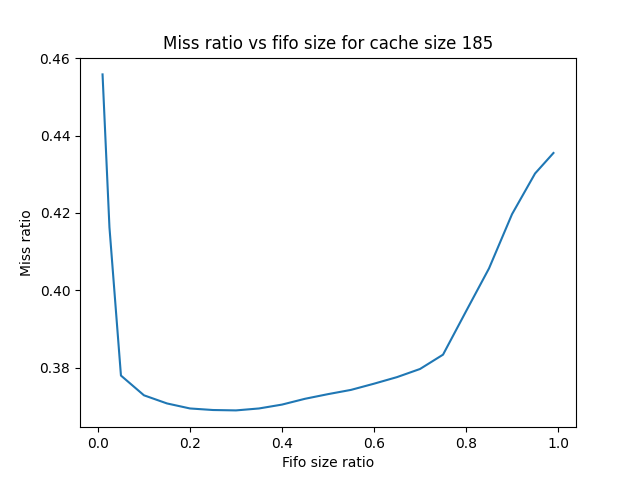 Miss ratio vs fifo size for cache size 185
0.46
0.44
0.42
0.40
0.38
Miss ratio
0.0 0.2 0.4 0.6 0.8 1.0
Fifo size ratio